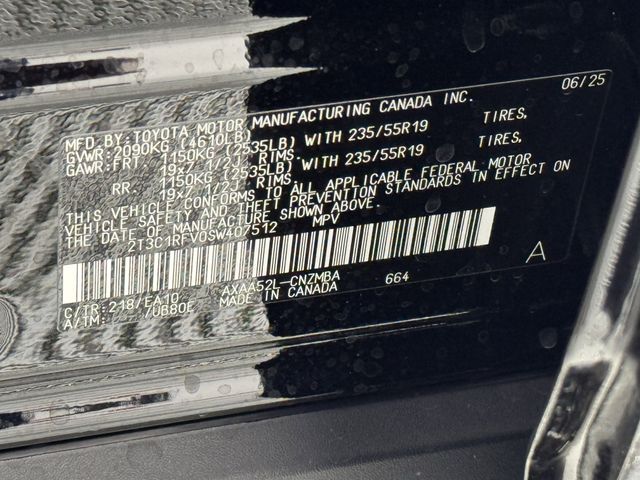 MFD.BY:TOYOTA MOTOR MANUFACTURING CANADA INC. 06/25
GVWR:2090KG (4610LB)
GAWR:FRT 1150KG (2535LB) WITH 235/55R19 TIRES,
19x7 1/2J RIMS
RR 1150KG (2535LB) WITH 235/55R19 TIRES,
19x7 1/2J RIMS
THIS VEHICLE CONFORMS TO ALL APPLICABLE FEDERAL MOTOR
VEHICLE SAFETY AND THEFT PREVENTION STANDARDS IN EFFECT ON
THE DATE OF MANUFACTURE SHOWN ABOVE.
2T3C1RFV0SW407512 MPV
A
C/TR:218/EA10 AXAA52L-CNZMBA 664
A/TM: /UB80E MADE IN CANADA